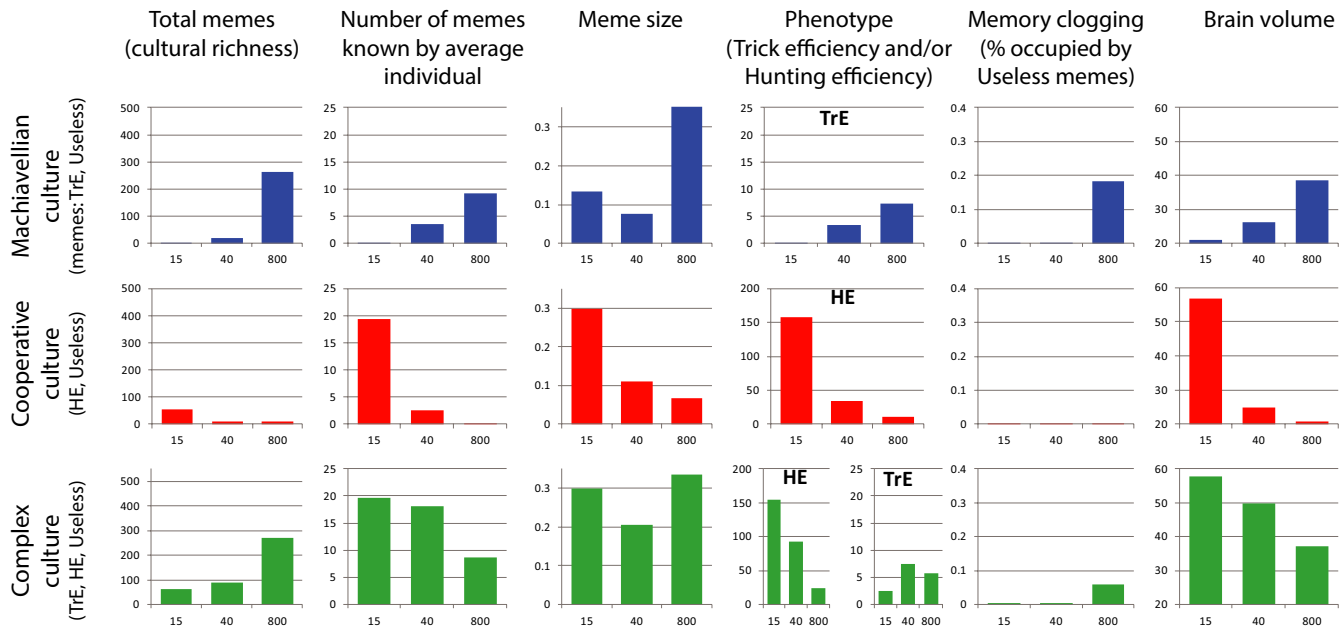 Total memes
(cultural richness)
Number of memes
known by average
individual
Meme size
Phenotype
(Trick efficiency and/or
Hunting efficiency)
Memory clogging
(% occupied by
Useless memes)
Brain volume
Machiavellian
culture
(memes: TrE, Useless)
500
400
300
200
100
0
15 40 800
25
20
15
10
5
0
15 40 800
0.3
0.2
0.1
0
15 40 800
TrE
25
20
15
10
5
0
15 40 800
0.4
0.3
0.2
0.1
0
15 40 800
60
50
40
30
20
15 40 800
Cooperative
culture
(HE, Useless)
500
400
300
200
100
0
15 40 800
25
20
15
10
5
0
15 40 800
0.3
0.2
0.1
0
15 40 800
HE
200
150
100
50
0
15 40 800
0.4
0.3
0.2
0.1
0
15 40 800
60
50
40
30
20
15 40 800
Complex
culture
(TrE, HE, Useless)
500
400
300
200
100
0
15 40 800
25
20
15
10
5
0
15 40 800
0.3
0.2
0.1
0
15 40 800
HE
200
150
100
50
0
15 40 800
TrE
25
20
15
10
5
0
15 40 800
0.4
0.3
0.2
0.1
0
15 40 800
60
50
40
30
20
15 40 800